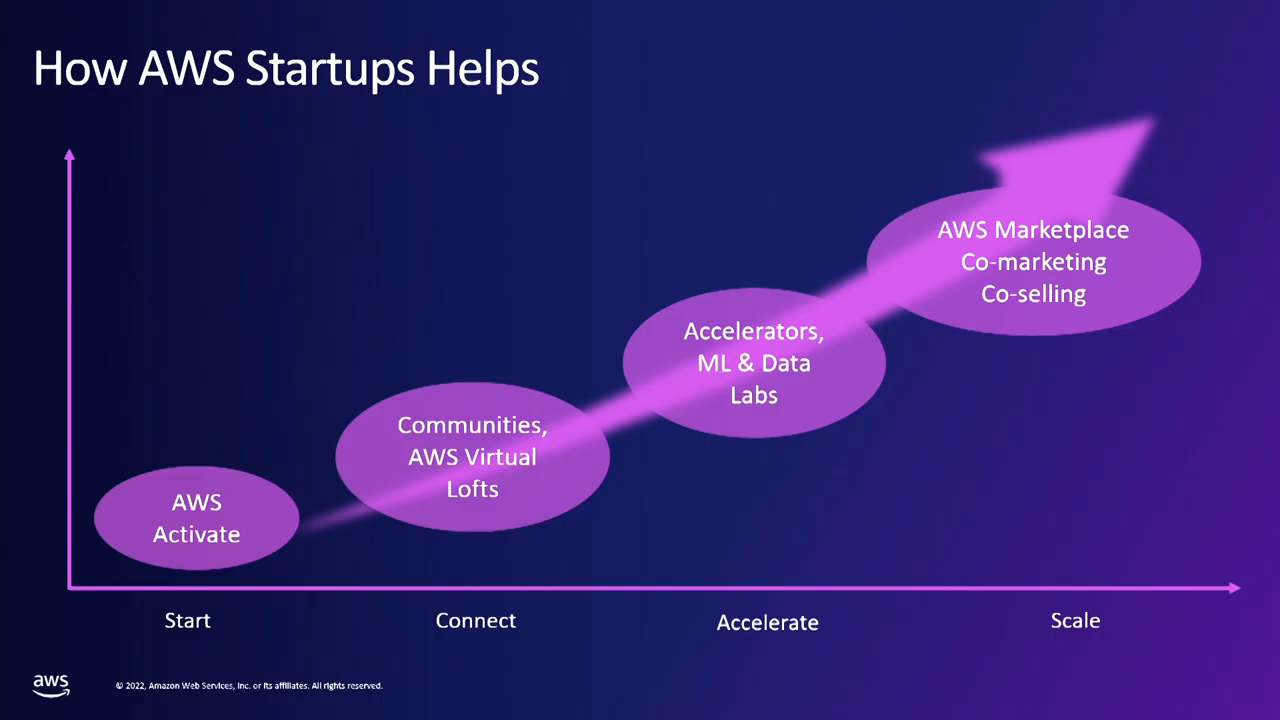 How AWS Startups Helps
AWS Marketplace
Co-marketing
Co-selling
Accelerators,
ML & Data
Labs
Communities,
AWS Virtual
Lofts
AWS
Activate
Start
Connect
Accelerate
Scale
aws
© 2022, Amazon Web Services, Inc. or its affiliates. All rights reserved.